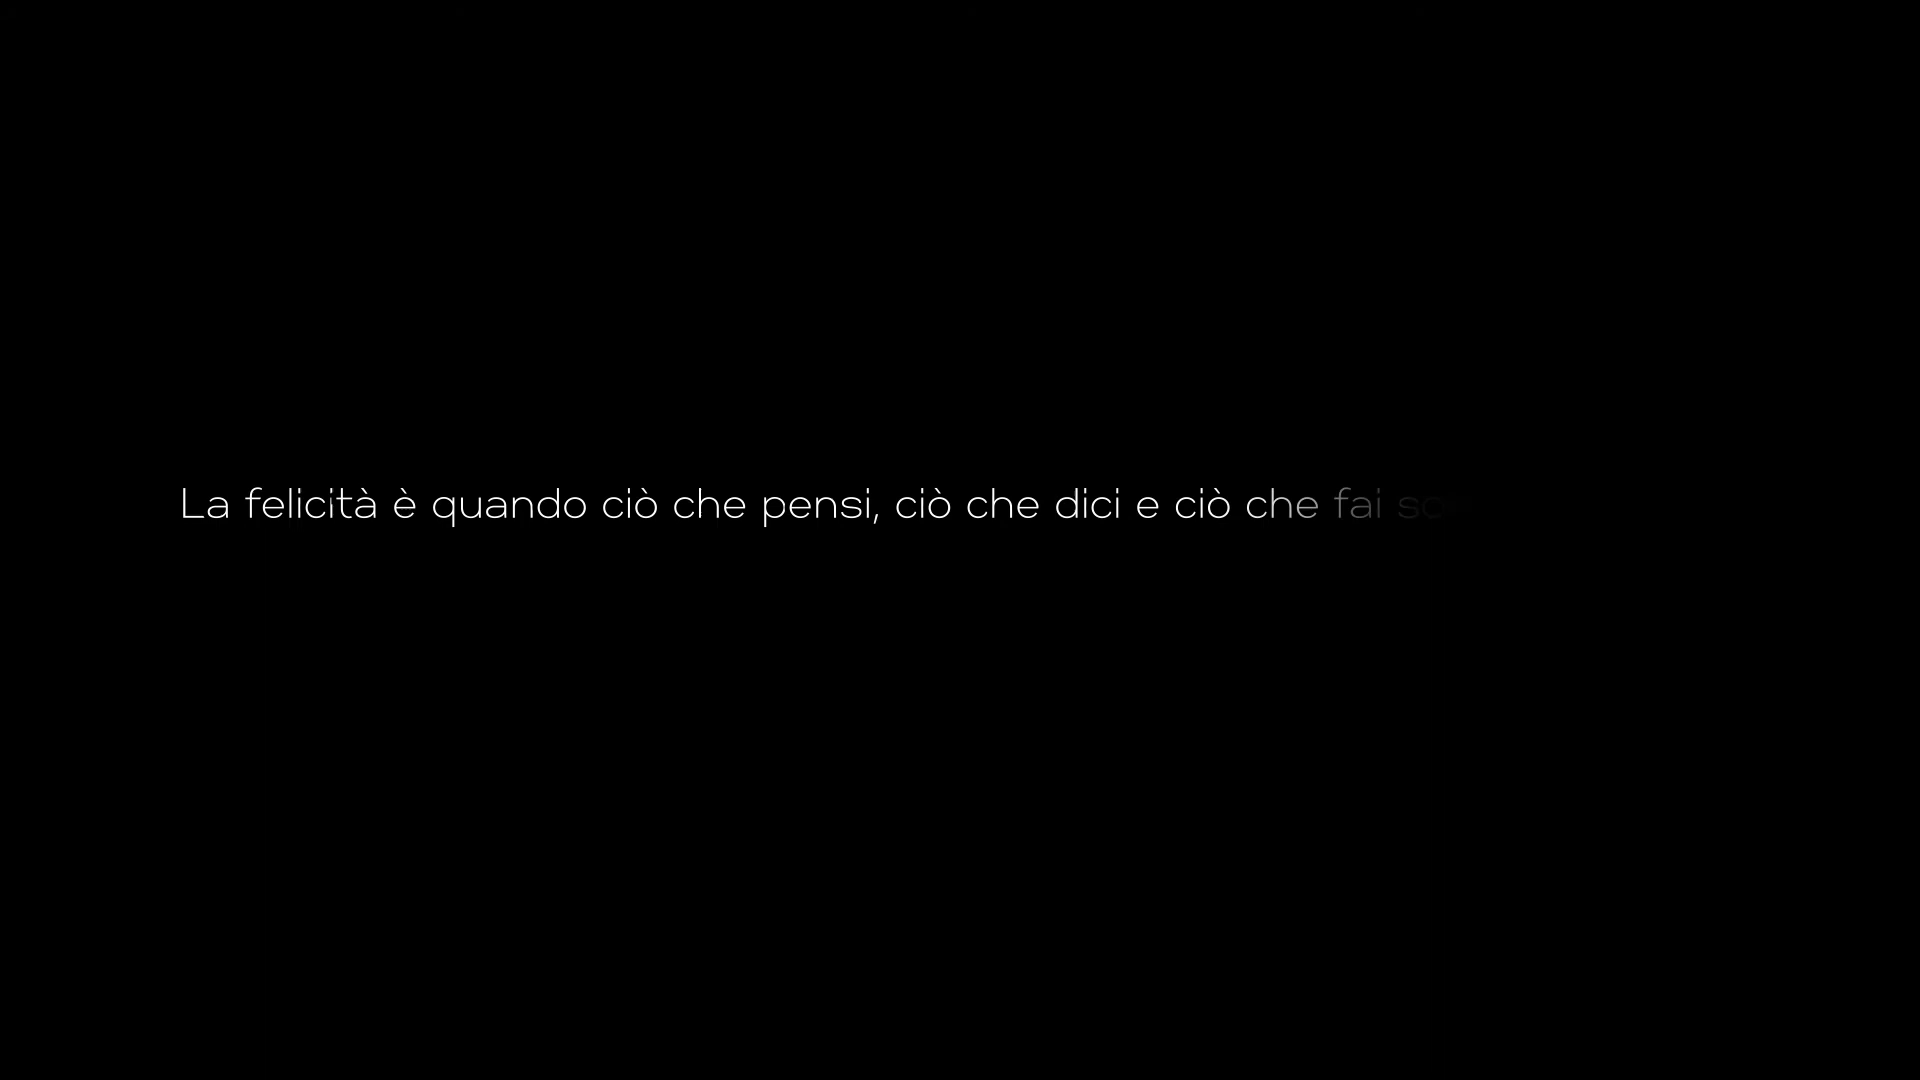 La felicità è quando ciò che pensi, ciò che dici e ciò che fai